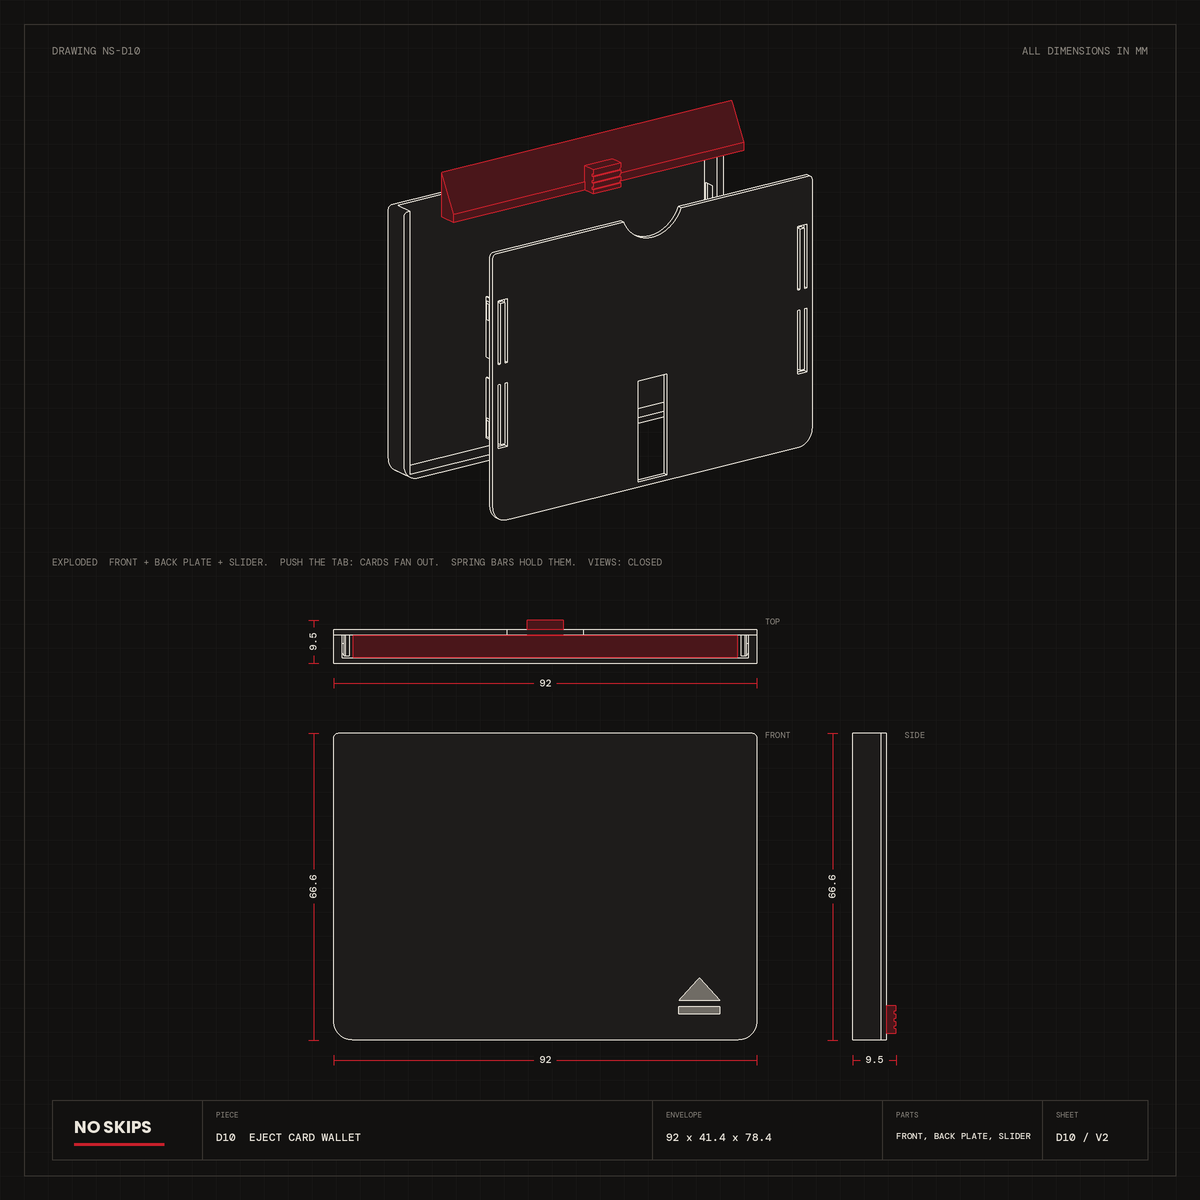 DRAWING NS-D10
ALL DIMENSIONS IN MM
EXPLODED  FRONT + BACK PLATE + SLIDER.  PUSH THE TAB: CARDS FAN OUT.  SPRING BARS HOLD THEM.  VIEWS: CLOSED
TOP
9.5
92
FRONT
SIDE
66.6
66.6
92
9.5
NO SKIPS
PIECE
D10  EJECT CARD WALLET
ENVELOPE
92 x 41.4 x 78.4
PARTS
FRONT, BACK PLATE, SLIDER
SHEET
D10 / V2